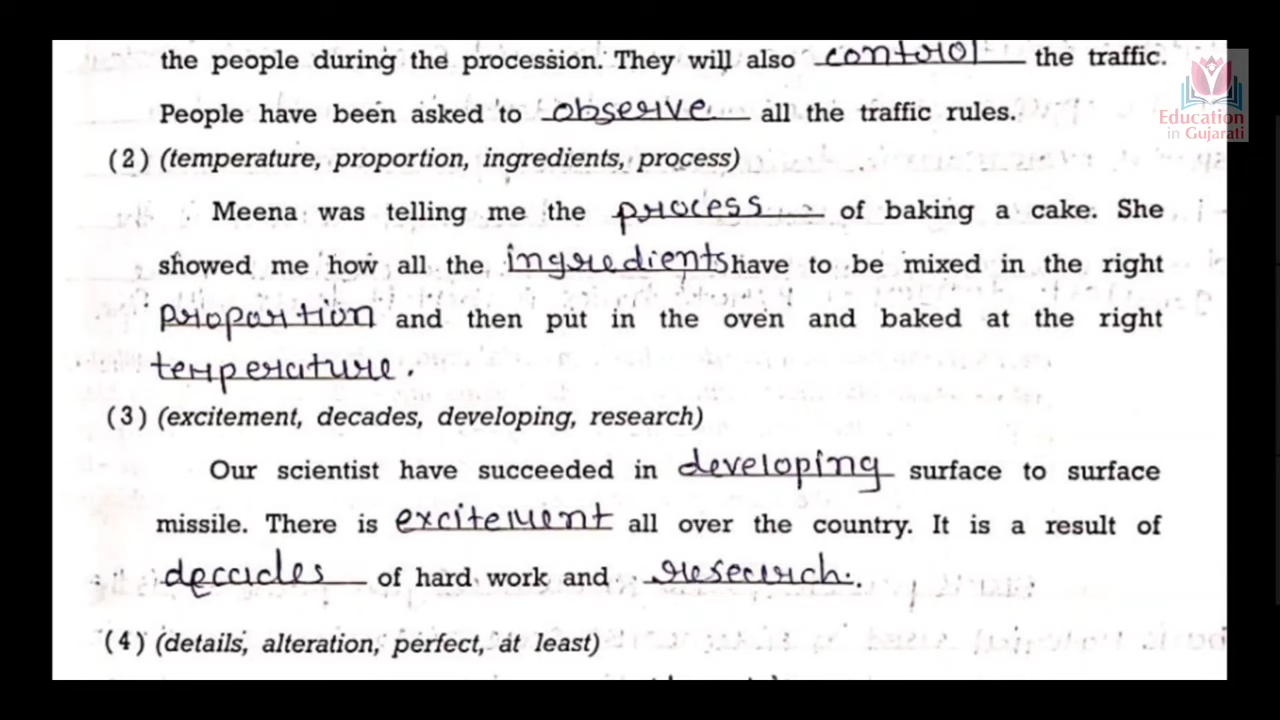 the people during the procession. They will also control the traffic.
People have been asked to observe all the traffic rules.
(2) (temperature, proportion, ingredients, process)
Meena was telling me the process of baking a cake. She
showed me how all the ingredients have to be mixed in the right
propartion and then put in the oven and baked at the right
temperature.
(3) (excitement, decades, developing, research)
Our scientist have succeeded in developing surface to surface
missile. There is excitement all over the country. It is a result of
decades of hard work and research.
(4) (details, alteration, perfect, at least)
Education
in Gujarati